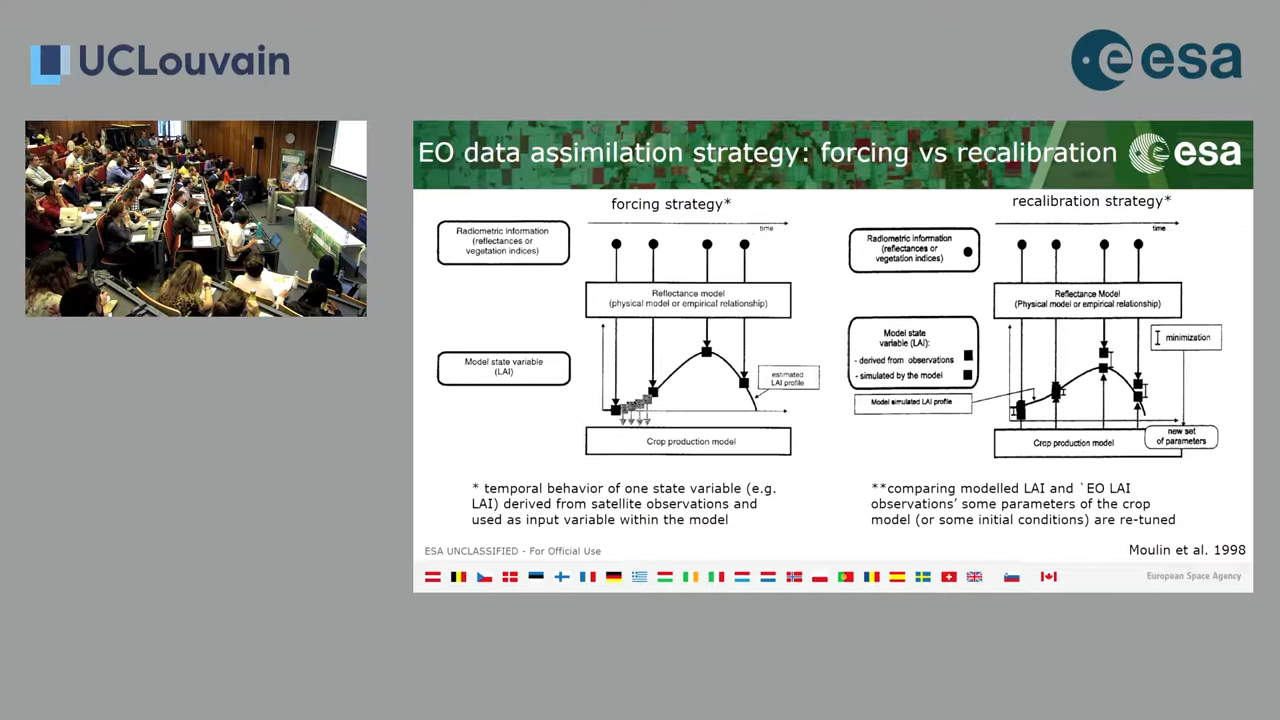 UCLouvain
esa
EO data assimilation strategy: forcing vs recalibration
esa
forcing strategy*
time
Radiometric information
(reflectances or
vegetation indices)
Reflectance model
(physical model or empirical relationship)
Model state variable
(LAI)
estimated
LAI profile
Crop production model
* temporal behavior of one state variable (e.g.
LAI) derived from satellite observations and
used as input variable within the model
recalibration strategy*
time
Radiometric information
(reflectances or
vegetation indices)
Reflectance Model
(Physical model or empirical relationship)
Model state
variable (LAI):
- derived from observations
- simulated by the model
minimization
Model simulated LAI profile
new set
of parameters
Crop production model
**comparing modelled LAI and `EO LAI
observations’ some parameters of the crop
model (or some initial conditions) are re-tuned
Moulin et al. 1998
ESA UNCLASSIFIED - For Official Use
European Space Agency